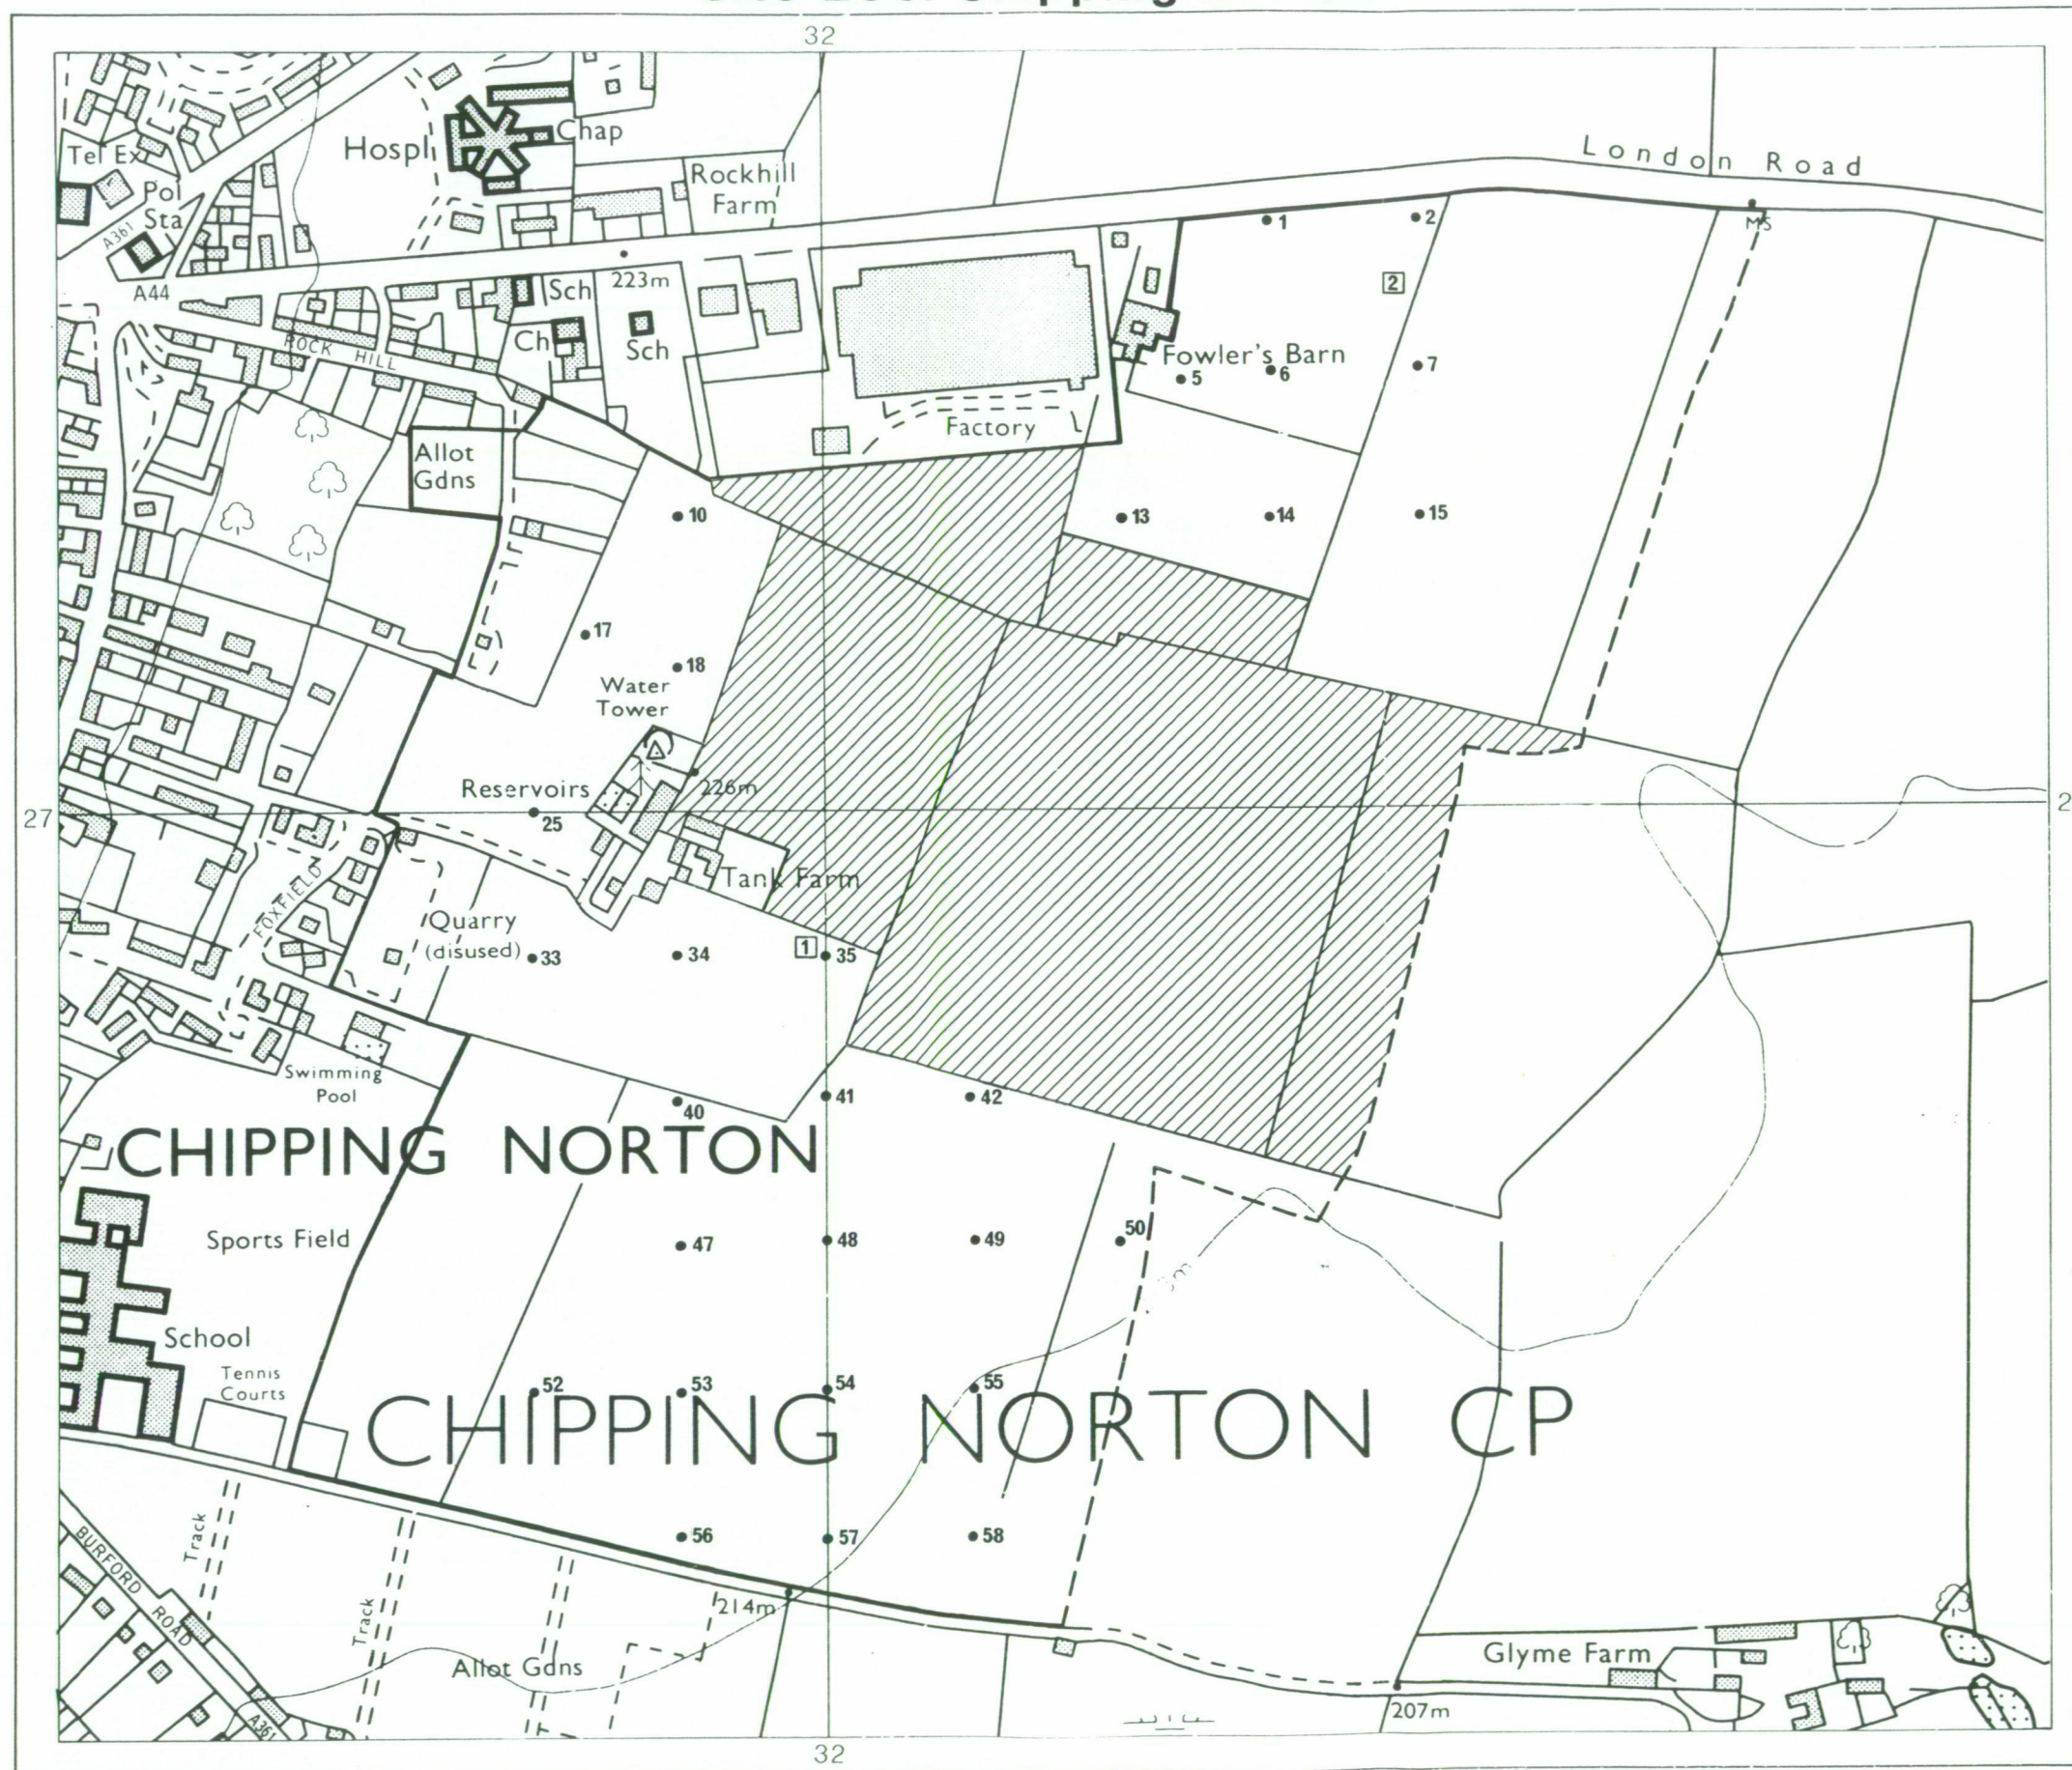 32
London Road
Hospl
Chap
Tel Ex
Pol
Sta
Rockhill
Farm
A361
A44
MS
1
2
2
223m
Sch
Ch
Sch
ROCK HILL
Fowler's Barn
5
6
7
Factory
Allot
Gdns
10
13
14
15
17
18
Water
Tower
Reservoirs
226m
27
25
Tank Farm
FOXFIELD
Quarry
(disused)
33
34
1
35
Swimming
Pool
40
41
42
CHIPPING NORTON
Sports Field
47
48
49
50
School
Tennis
Courts
52
53
54
55
CHIPPING NORTON CP
56
57
58
Track
Track
BURFORD ROAD
A361
214m
Allot Gdns
Glyme Farm
207m
32